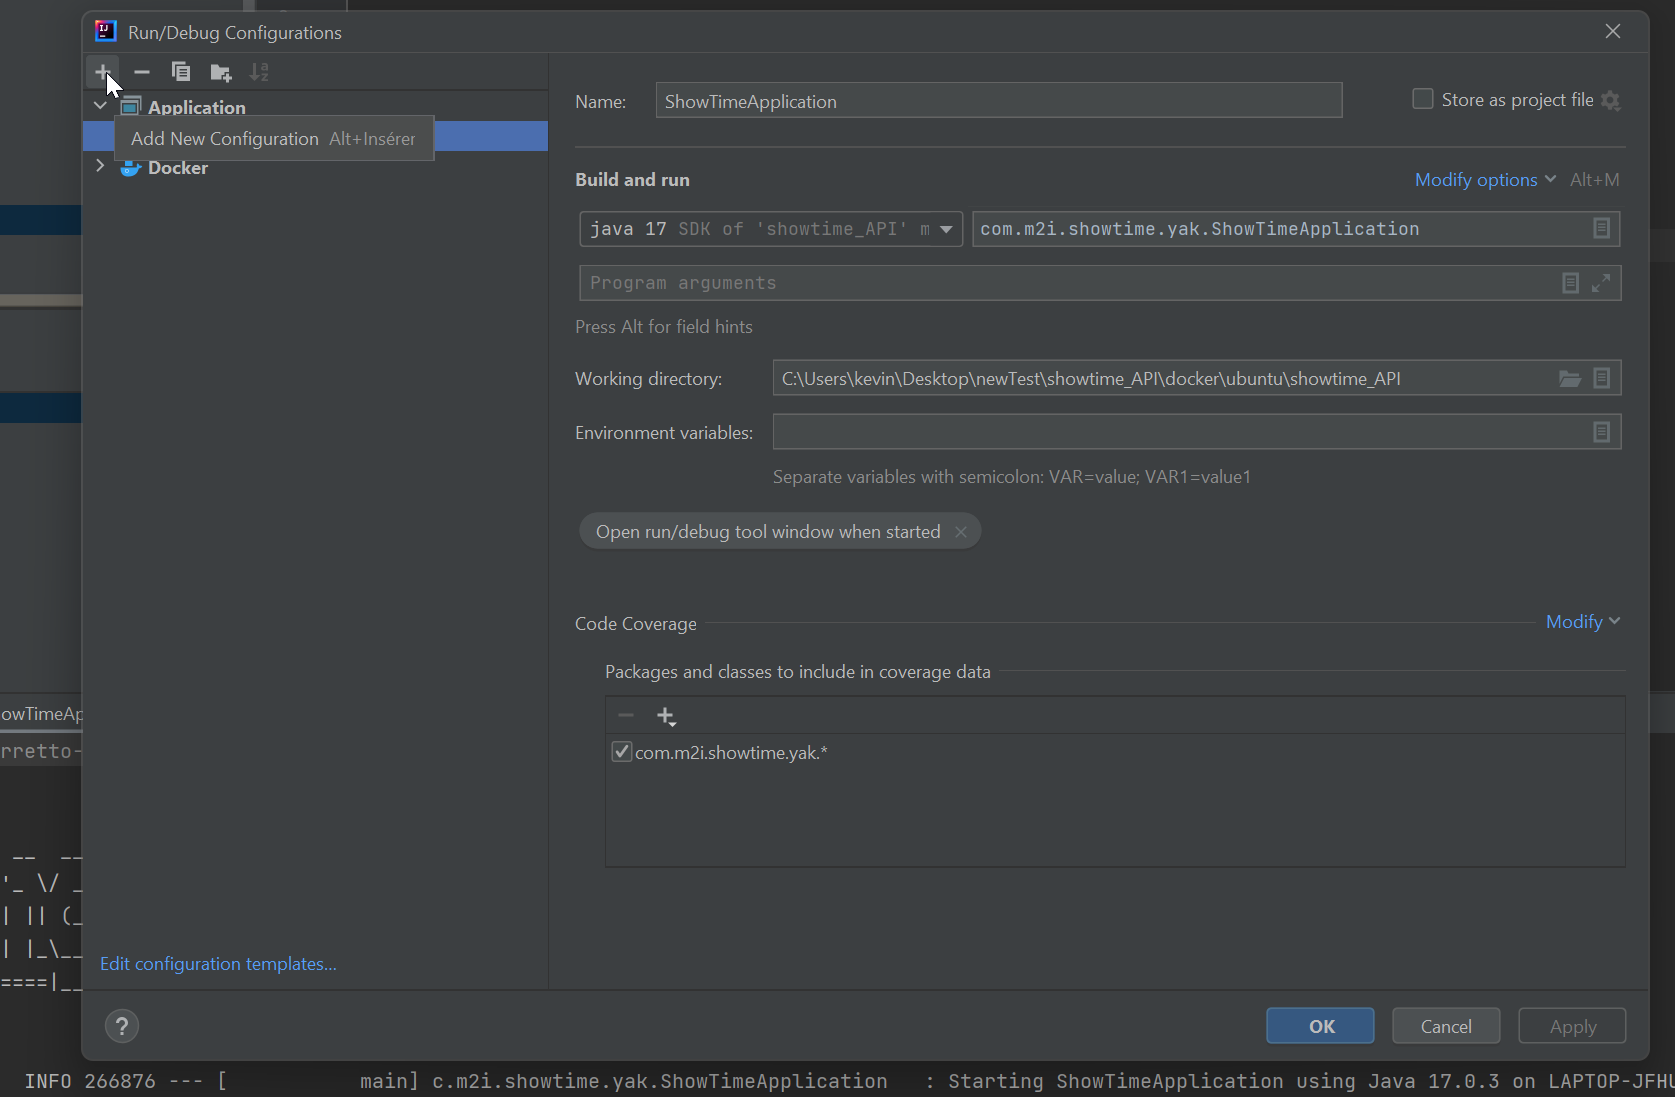 Run/Debug Configurations
Application
Add New Configuration Alt+Insérer
Docker
Edit configuration templates...
Name: ShowTimeApplication
Store as project file
Build and run
Modify options Alt+M
java 17 SDK of 'showtime_API' m
com.m2i.showtime.yak.ShowTimeApplication
Program arguments
Press Alt for field hints
Working directory: C:\Users\kevin\Desktop\newTest\showtime_API\docker\ubuntu\showtime_API
Environment variables:
Separate variables with semicolon: VAR=value; VAR1=value1
Open run/debug tool window when started
Code Coverage
Modify
Packages and classes to include in coverage data
com.m2i.showtime.yak.*
OK
Cancel
Apply
owTimeAp
rretto-
__ __
'_ \/ _
| || (_
| |_\__
====|__
INFO 266876 --- [ main] c.m2i.showtime.yak.ShowTimeApplication : Starting ShowTimeApplication using Java 17.0.3 on LAPTOP-JFHU